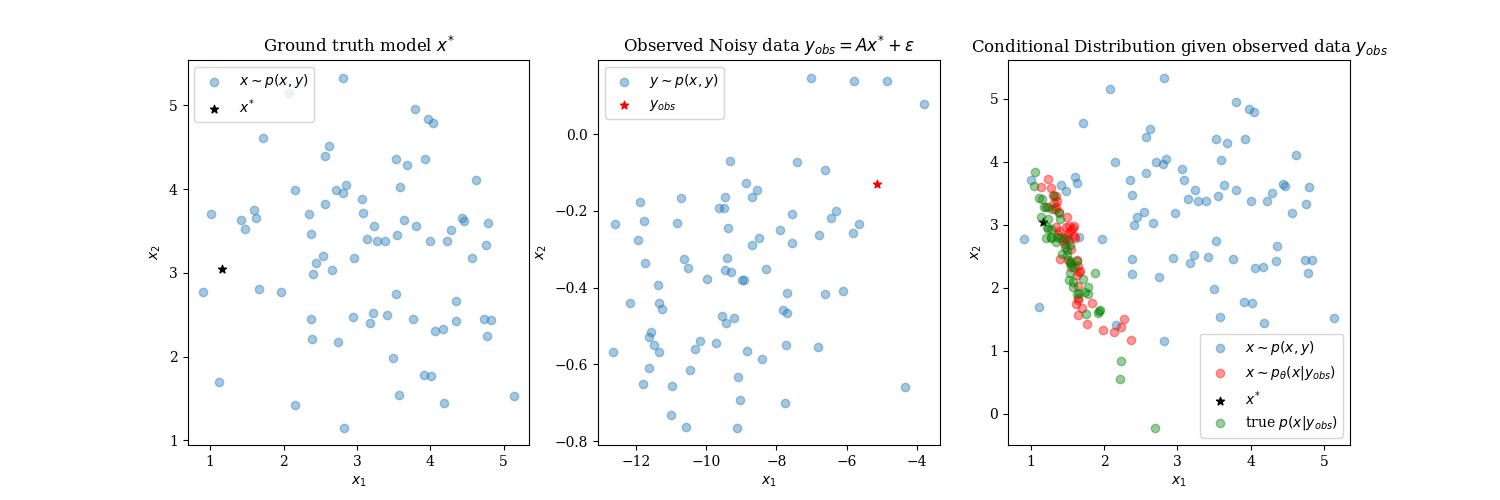 Ground truth model x*
x ~ p(x, y)
x*
5
4
3
2
1
x₂
1 2 3 4 5
x₁
Observed Noisy data y_obs = Ax* + ε
y ~ p(x, y)
y_obs
0.0
−0.2
−0.4
−0.6
−0.8
x₂
−12 −10 −8 −6 −4
x₁
Conditional Distribution given observed data y_obs
5
4
3
2
1
0
x₂
x ~ p(x, y)
x ~ p_θ(x|y_obs)
x*
true p(x|y_obs)
1 2 3 4 5
x₁